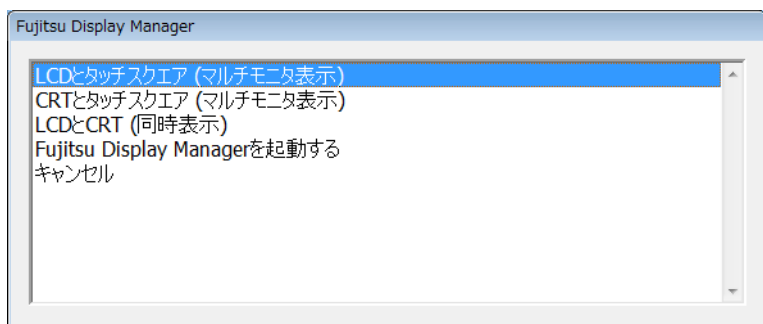 Fujitsu Display Manager
LCDとタッチスクエア (マルチモニタ表示)
CRTとタッチスクエア (マルチモニタ表示)
LCDとCRT (同時表示)
Fujitsu Display Managerを起動する
キャンセル